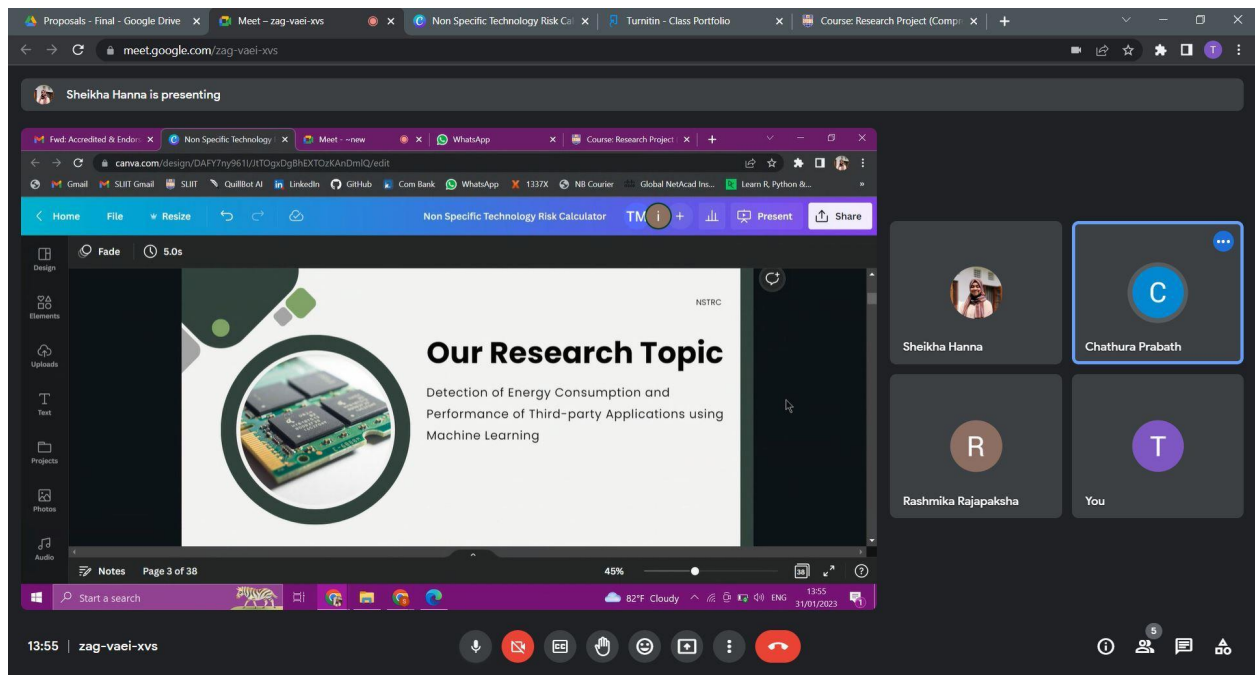 Proposals - Final - Google Drive
Meet – zag-vaei-xvs
Non Specific Technology Risk Cal
Turnitin - Class Portfolio
Course: Research Project (Compr
meet.google.com/zag-vaei-xvs
T
Sheikha Hanna is presenting
Fwd: Accredited & Endor
Non Specific Technology
Meet - --new
WhatsApp
Course: Research Project
canva.com/design/DAFY7ny961I/JtTOgxDgBhEXTOzKAnDmIQ/edit
Gmail
SLIIT Gmail
SLIIT
QuillBot AI
LinkedIn
GitHub
Com Bank
WhatsApp
1337X
NB Courier
Global NetAcad Ins...
Learn R, Python &...
Home
File
Resize
Non Specific Technology Risk Calculator
TM
i
Present
Share
Design
Elements
Uploads
Text
Projects
Photos
Audio
Fade
5.0s
NSTRC
Our Research Topic
Detection of Energy Consumption and
Performance of Third-party Applications using
Machine Learning
Notes
Page 3 of 38
45%
38
Start a search
82°F Cloudy
ENG
13:55
31/01/2023
1
Sheikha Hanna
C
Chathura Prabath
R
Rashmika Rajapaksha
T
You
13:55 | zag-vaei-xvs
5